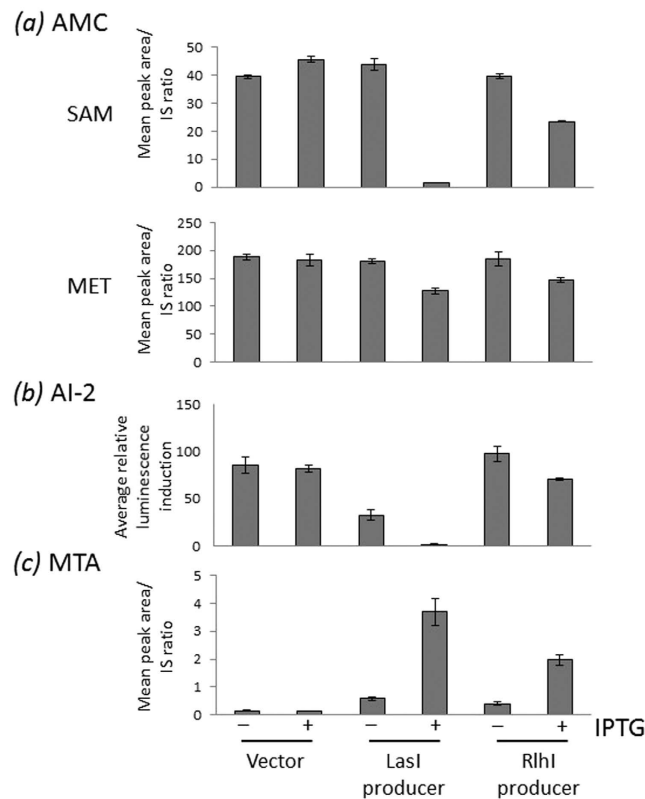 (a) AMC
SAM
Mean peak area/
IS ratio
50
40
30
20
10
0
MET
Mean peak area/
IS ratio
250
200
150
100
50
0
(b) AI-2
Average relative
luminescence
induction
150
100
50
0
(c) MTA
Mean peak area/
IS ratio
5
4
3
2
1
0
– + – + – + IPTG
Vector LasI RlhI
producer producer